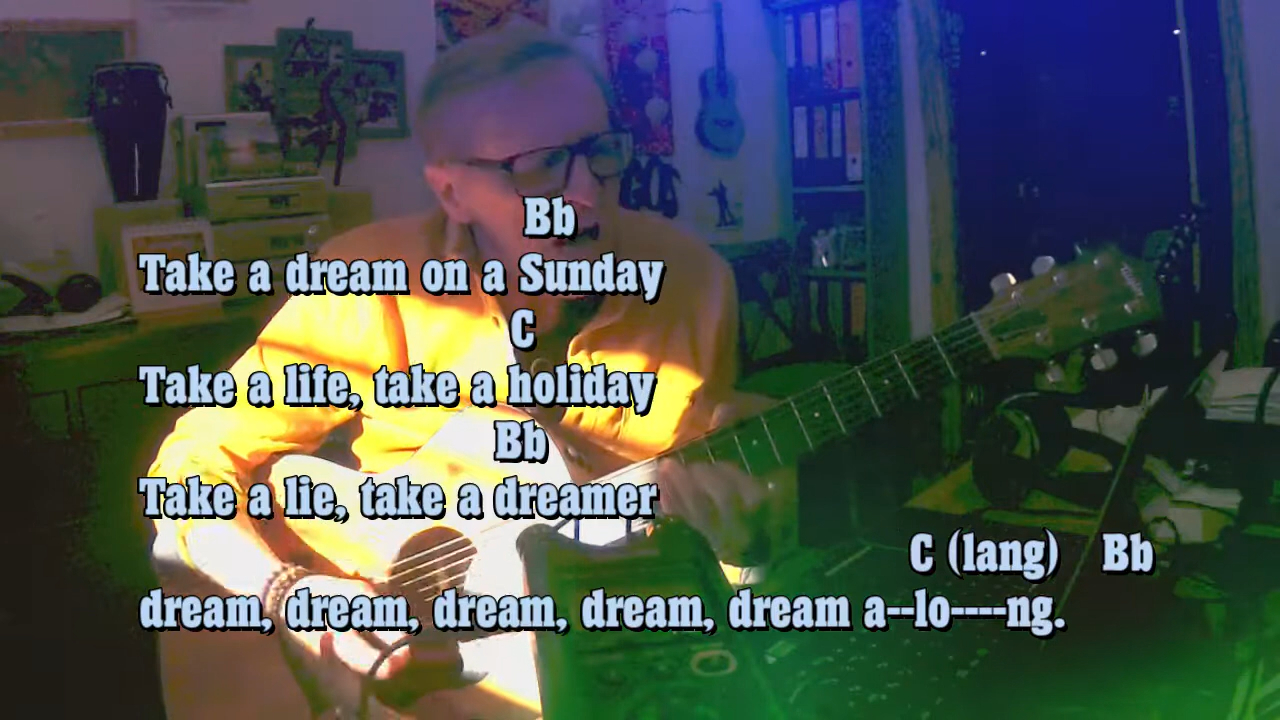 Bb
Take a dream on a Sunday
C
Take a life, take a holiday
Bb
Take a lie, take a dreamer
C (lang) Bb
dream, dream, dream, dream, dream a--lo----ng.